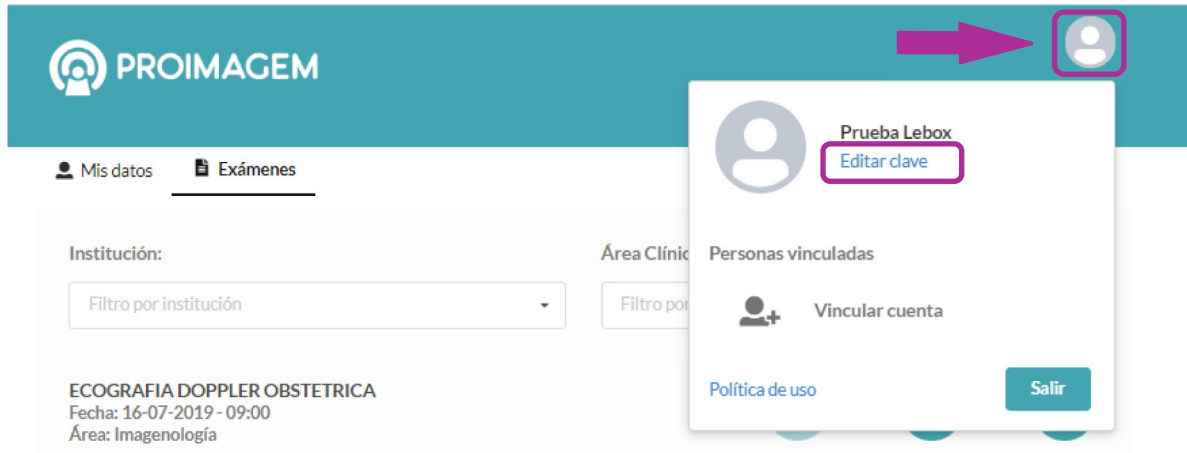 PROIMAGEM
Prueba Lebox
Editar clave
Mis datos
Exámenes
Institución:
Área Clínic
Personas vinculadas
Filtro por institución
Filtro por
Vincular cuenta
ECOGRAFIA DOPPLER OBSTETRICA
Fecha: 16-07-2019 - 09:00
Área: Imagenología
Política de uso
Salir